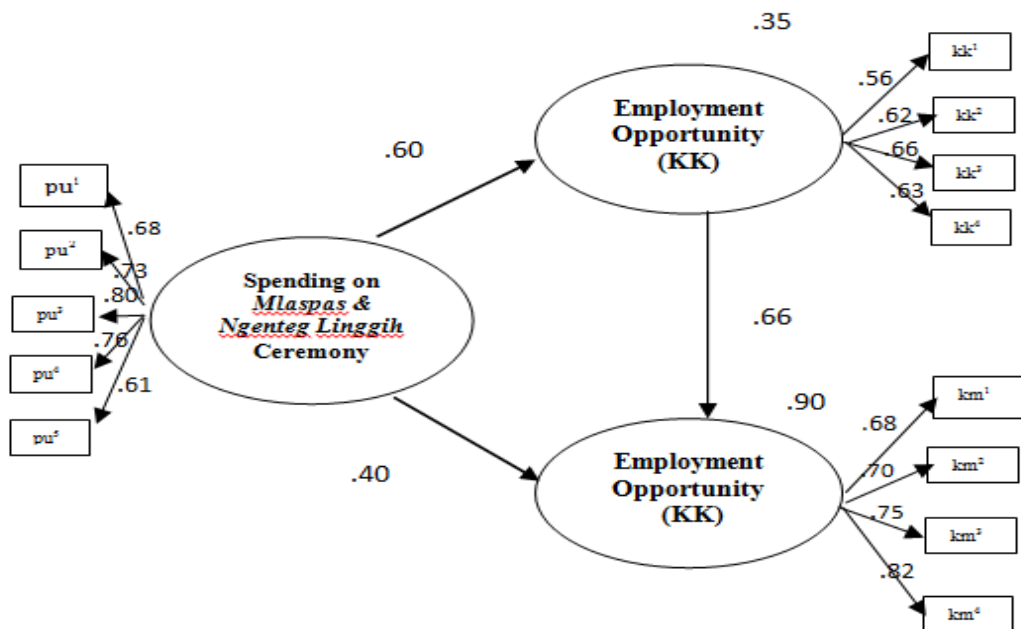 .35
kk¹
.56
Employment
Opportunity
(KK)
.62
kk²
.60
.66
kk³
.63
kk⁴
pu¹
.68
pu²
.73
.80
pu³
.76
pu⁴
.61
pu⁵
Spending on
Mlaspas &
Ngenteg Linggih
Ceremony
.66
.40
.90
km¹
.68
Employment
Opportunity
(KK)
.70
km²
.75
km³
.82
km⁴